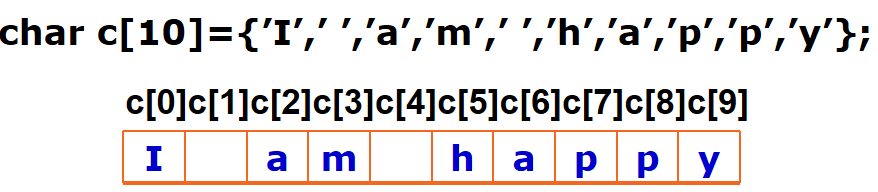 char c[10]={’I’,’ ’,’a’,’m’,’ ’,’h’,’a’,’p’,’p’,’y’};
c[0]c[1]c[2]c[3]c[4]c[5]c[6]c[7]c[8]c[9]
I a m h a p p y